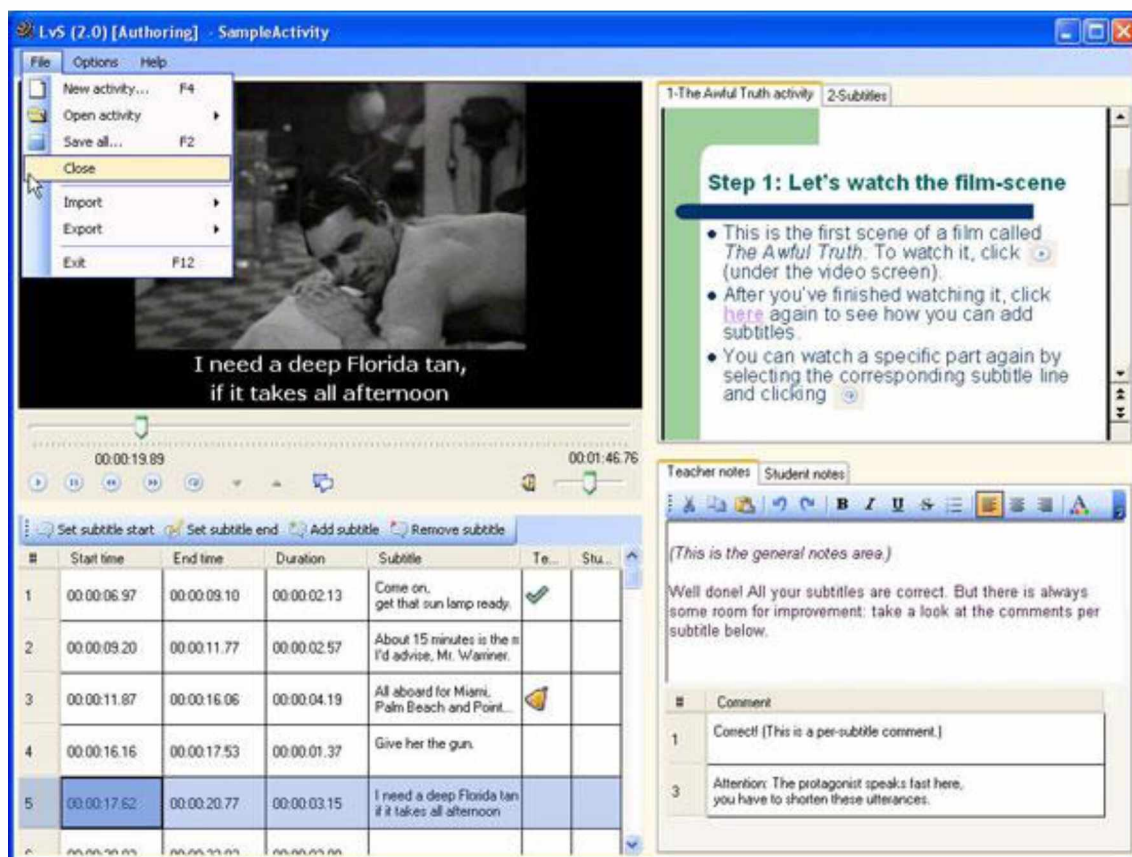 LvS (2.0) [Authoring] - SampleActivity
File Options Help
New activity... F4
Open activity
Save all... F2
Close
Import
Export
Exit F12
I need a deep Florida tan,
if it takes all afternoon
00:00:19.89 00:01:46.76
Set subtitle start Set subtitle end Add subtitle Remove subtitle
# Start time End time Duration Subtitle Te... Stu...
1 00:00:06.97 00:00:09.10 00:00:02.13 Come on,
get that sun lamp ready.
2 00:00:09.20 00:00:11.77 00:00:02.57 About 15 minutes is the m
I'd advise, Mr. Warriner.
3 00:00:11.87 00:00:16.06 00:00:04.19 All aboard for Miami,
Palm Beach and Point...
4 00:00:16.16 00:00:17.53 00:00:01.37 Give her the gun.
5 00:00:17.62 00:00:20.77 00:00:03.15 I need a deep Florida tan
if it takes all afternoon
1-The Awful Truth activity 2-Subtitles
Step 1: Let's watch the film-scene
• This is the first scene of a film called
The Awful Truth. To watch it, click
(under the video screen).
• After you've finished watching it, click
here again to see how you can add
subtitles.
• You can watch a specific part again by
selecting the corresponding subtitle line
and clicking
Teacher notes Student notes
B I U S A
(This is the general notes area.)
Well done! All your subtitles are correct. But there is always
some room for improvement: take a look at the comments per
subtitle below.
# Comment
1 Correct! (This is a per-subtitle comment.)
3 Attention: The protagonist speaks fast here,
you have to shorten these utterances.